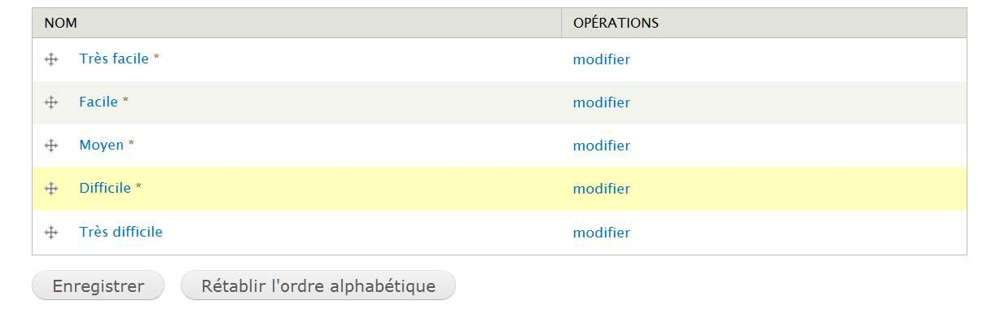 NOM OPÉRATIONS
Très facile * modifier
Facile * modifier
Moyen * modifier
Difficile * modifier
Très difficile modifier
Enregistrer Rétablir l'ordre alphabétique